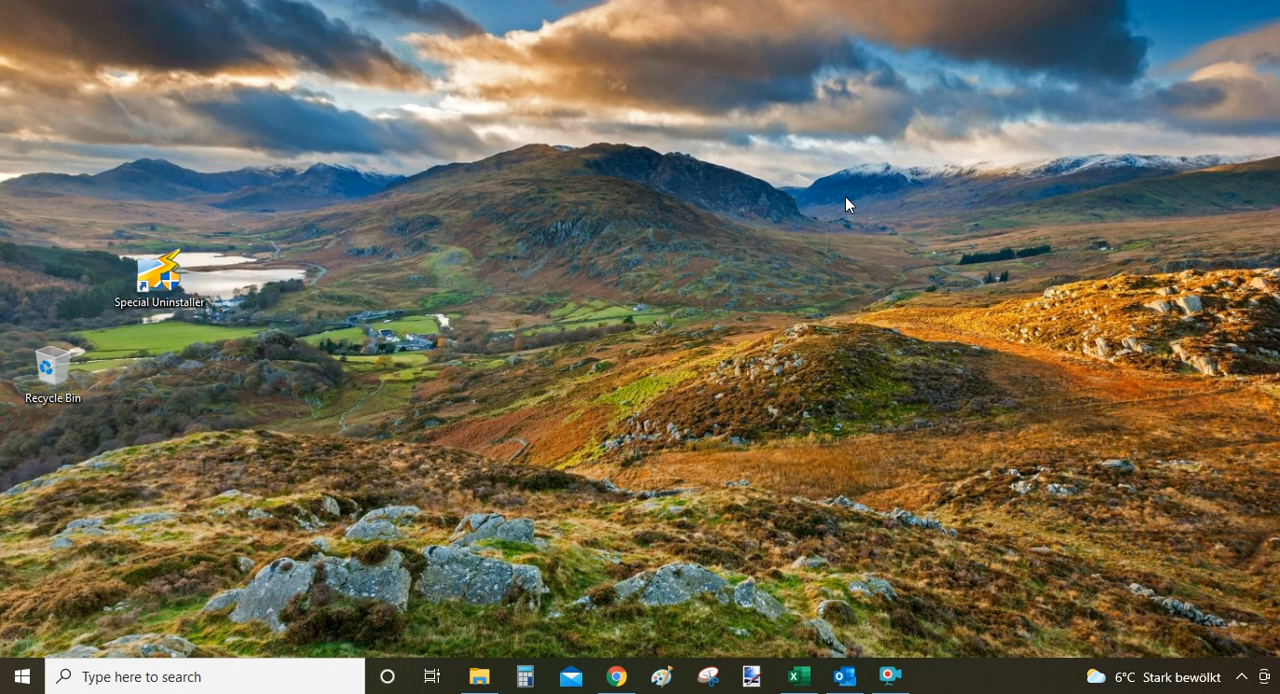 Special Uninstaller
Recycle Bin
Type here to search
6°C Stark bewölkt